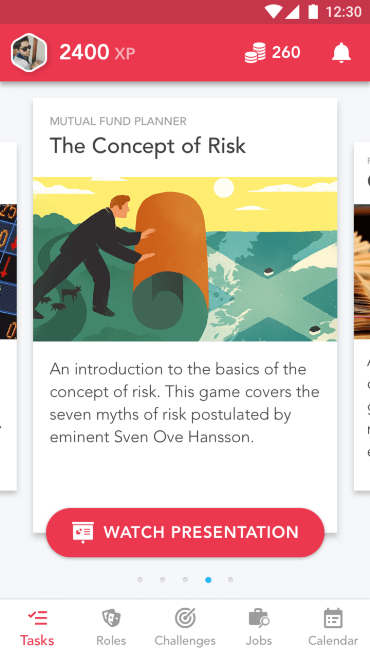 12:30
2400 XP
260
MUTUAL FUND PLANNER
The Concept of Risk
An introduction to the basics of the
concept of risk. This game covers the
seven myths of risk postulated by
eminent Sven Ove Hansson.
WATCH PRESENTATION
Tasks
Roles
Challenges
Jobs
Calendar